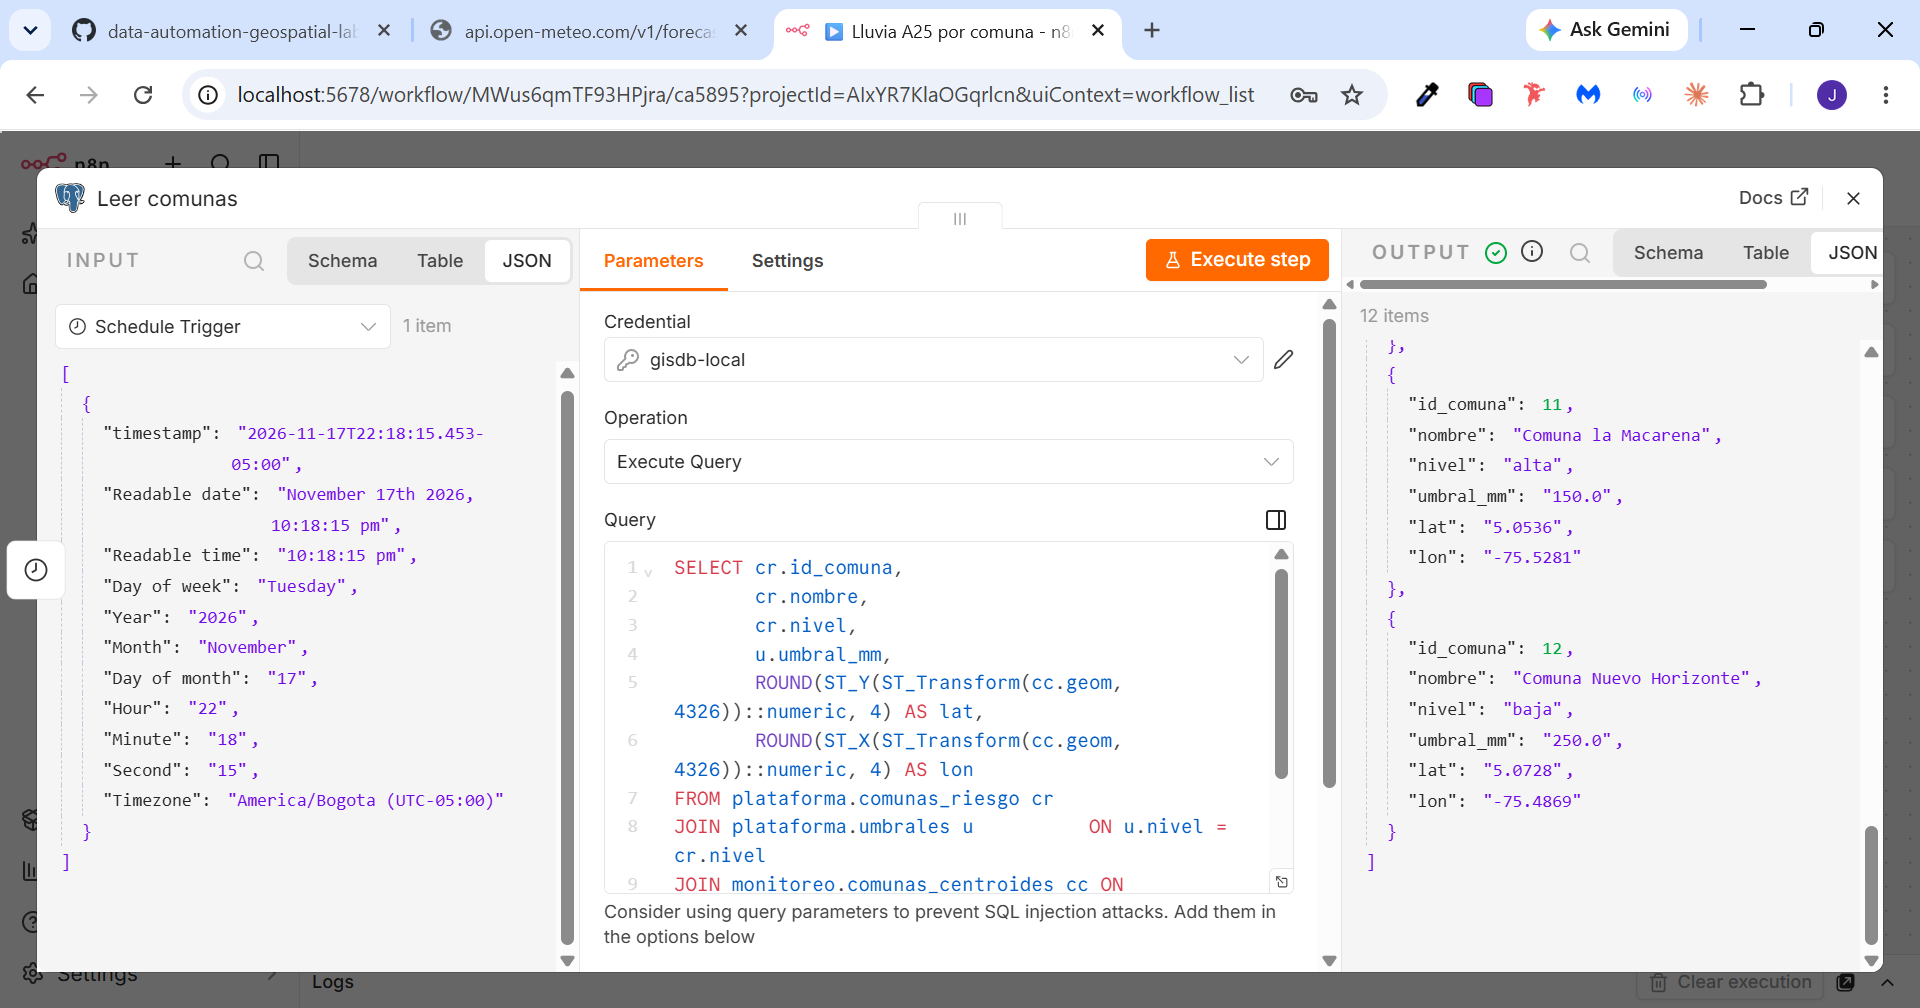 data-automation-geospatial-lab
api.open-meteo.com/v1/foreca
Lluvia A25 por comuna - n8
Ask Gemini
localhost:5678/workflow/MWus6qmTF93HPjra/ca5895?projectId=AIxYR7KlaOGqrlcn&uiContext=workflow_list
J
n8n
Leer comunas
Docs
INPUT
Schema
Table
JSON
Schedule Trigger
1 item
[
{
"timestamp": "2026-11-17T22:18:15.453-
05:00",
"Readable date": "November 17th 2026,
10:18:15 pm",
"Readable time": "10:18:15 pm",
"Day of week": "Tuesday",
"Year": "2026",
"Month": "November",
"Day of month": "17",
"Hour": "22",
"Minute": "18",
"Second": "15",
"Timezone": "America/Bogota (UTC-05:00)"
}
]
Parameters
Settings
Execute step
Credential
gisdb-local
Operation
Execute Query
Query
1 SELECT cr.id_comuna,
2 cr.nombre,
3 cr.nivel,
4 u.umbral_mm,
5 ROUND(ST_Y(ST_Transform(cc.geom,
4326))::numeric, 4) AS lat,
6 ROUND(ST_X(ST_Transform(cc.geom,
4326))::numeric, 4) AS lon
7 FROM plataforma.comunas_riesgo cr
8 JOIN plataforma.umbrales u ON u.nivel =
cr.nivel
9 JOIN monitoreo.comunas_centroides cc ON
Consider using query parameters to prevent SQL injection attacks. Add them in
the options below
OUTPUT
Schema
Table
JSON
12 items
},
{
"id_comuna": 11,
"nombre": "Comuna la Macarena",
"nivel": "alta",
"umbral_mm": "150.0",
"lat": "5.0536",
"lon": "-75.5281"
},
{
"id_comuna": 12,
"nombre": "Comuna Nuevo Horizonte",
"nivel": "baja",
"umbral_mm": "250.0",
"lat": "5.0728",
"lon": "-75.4869"
}
]
Settings
Logs
Clear execution